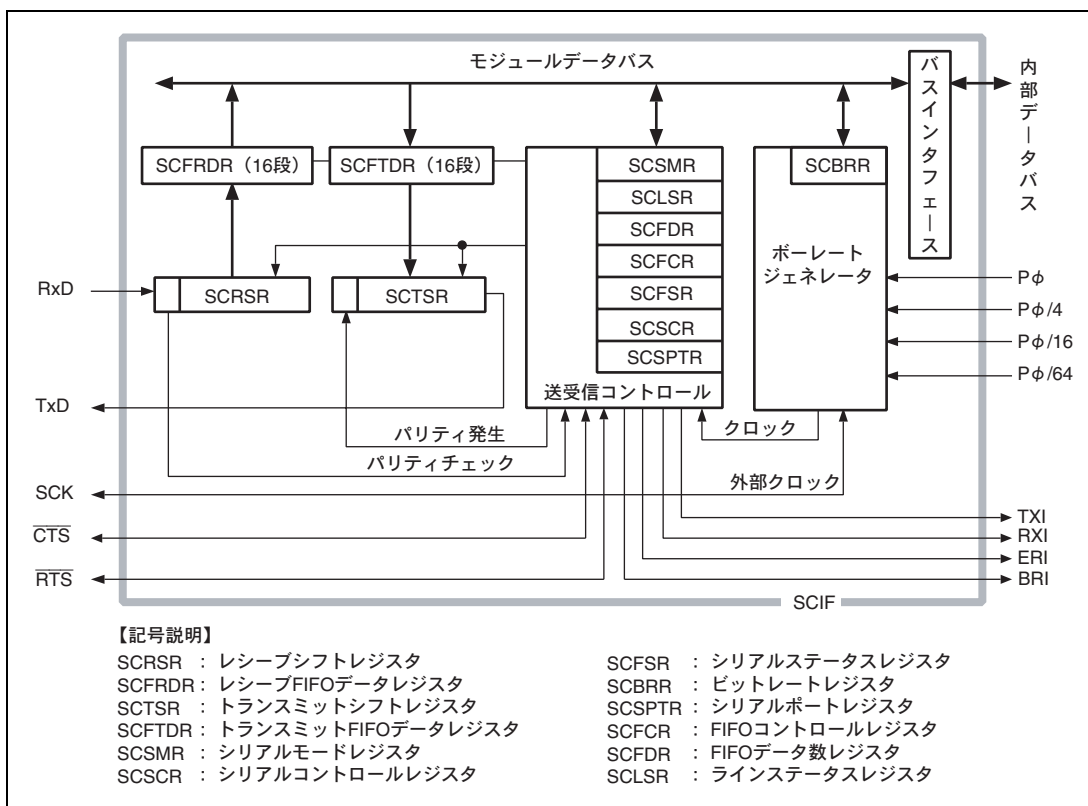 モジュールデータバス
バスインタフェース
内部データバス
SCFRDR（16段）
SCFTDR（16段）
SCSMR
SCBRR
SCLSR
SCFDR
SCFCR
SCFSR
SCSCR
SCSPTR
送受信コントロール
ボーレート
ジェネレータ
RxD
SCRSR
SCTSR
Pφ
Pφ/4
Pφ/16
Pφ/64
TxD
パリティ発生
パリティチェック
クロック
外部クロック
SCK
CTS
RTS
TXI
RXI
ERI
BRI
SCIF
【記号説明】
SCRSR ： レシーブシフトレジスタ
SCFRDR： レシーブFIFOデータレジスタ
SCTSR ： トランスミットシフトレジスタ
SCFTDR： トランスミットFIFOデータレジスタ
SCSMR ： シリアルモードレジスタ
SCSCR ： シリアルコントロールレジスタ
SCFSR ： シリアルステータスレジスタ
SCBRR ： ビットレートレジスタ
SCSPTR ： シリアルポートレジスタ
SCFCR ： FIFOコントロールレジスタ
SCFDR ： FIFOデータ数レジスタ
SCLSR ： ラインステータスレジスタ